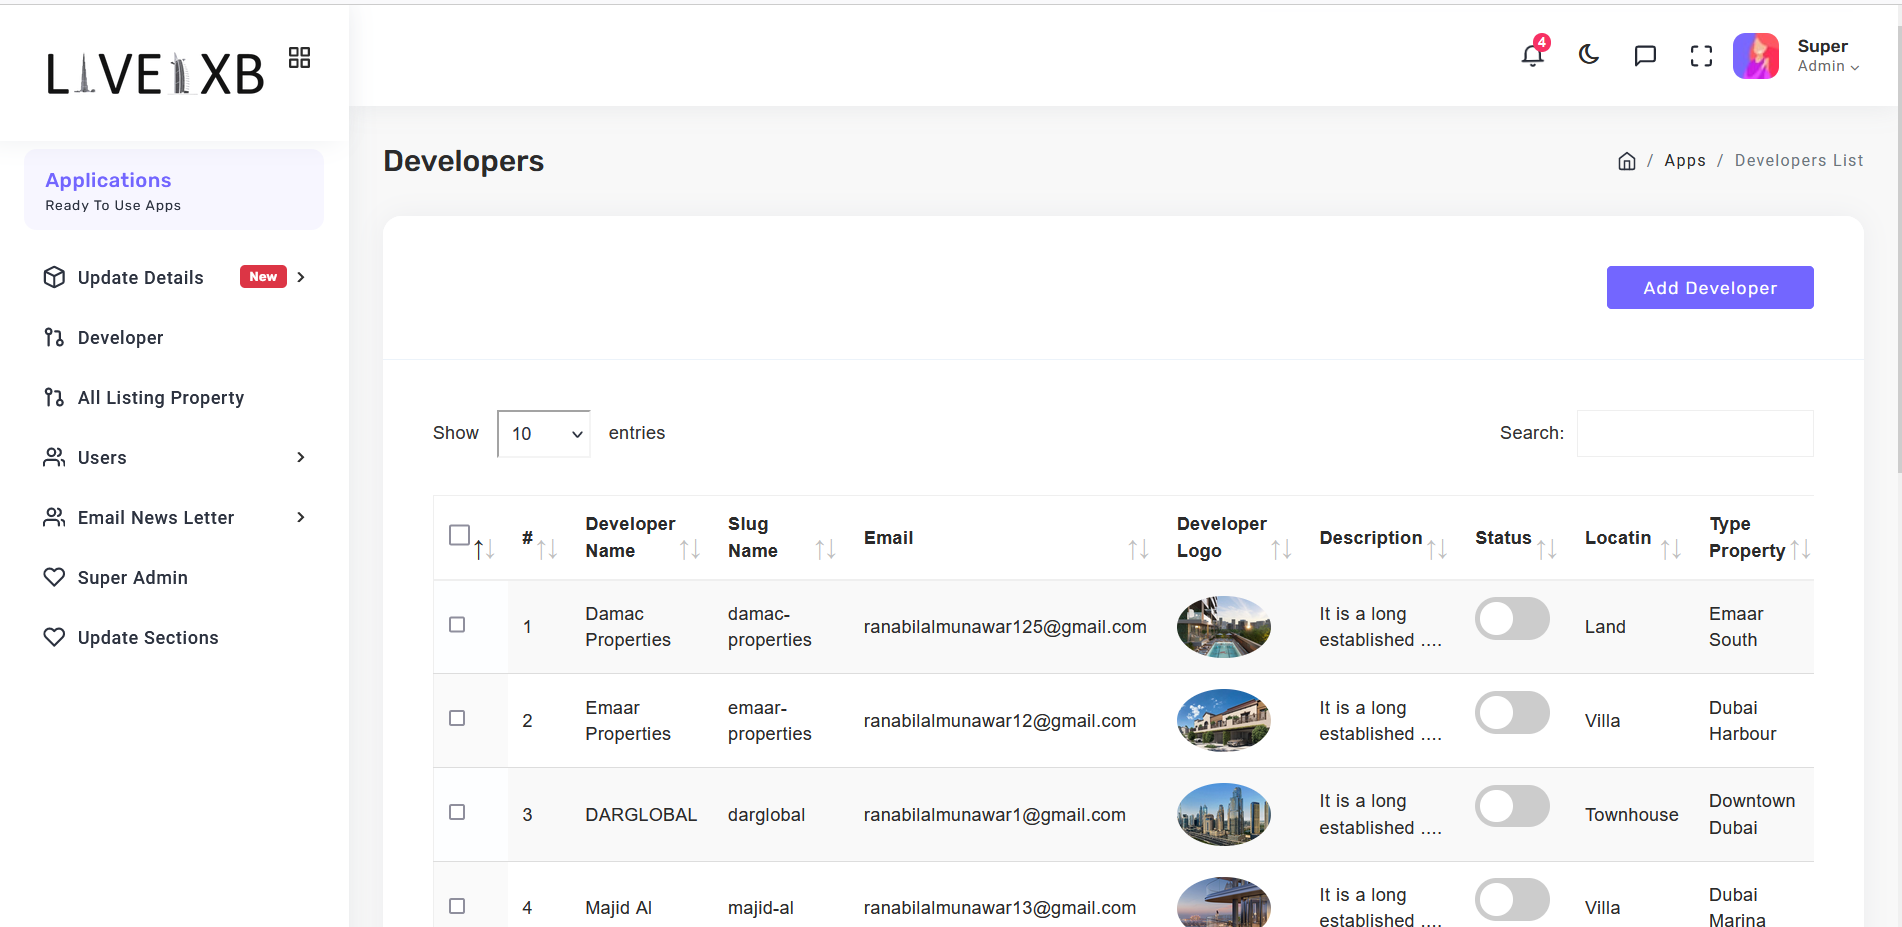 LIVE XB
4
Super
Admin
Applications
Ready To Use Apps
Update Details
New
Developer
All Listing Property
Users
Email News Letter
Super Admin
Update Sections
Developers
/ Apps / Developers List
Add Developer
Show 10 entries
Search:
# Developer Name Slug Name Email Developer Logo Description Status Locatin Type Property
1 Damac Properties damac-properties ranabilalmunawar125@gmail.com It is a long established .... Land Emaar South
2 Emaar Properties emaar-properties ranabilalmunawar12@gmail.com It is a long established .... Villa Dubai Harbour
3 DARGLOBAL darglobal ranabilalmunawar1@gmail.com It is a long established .... Townhouse Downtown Dubai
4 Majid Al majid-al ranabilalmunawar13@gmail.com It is a long established .... Villa Dubai Marina